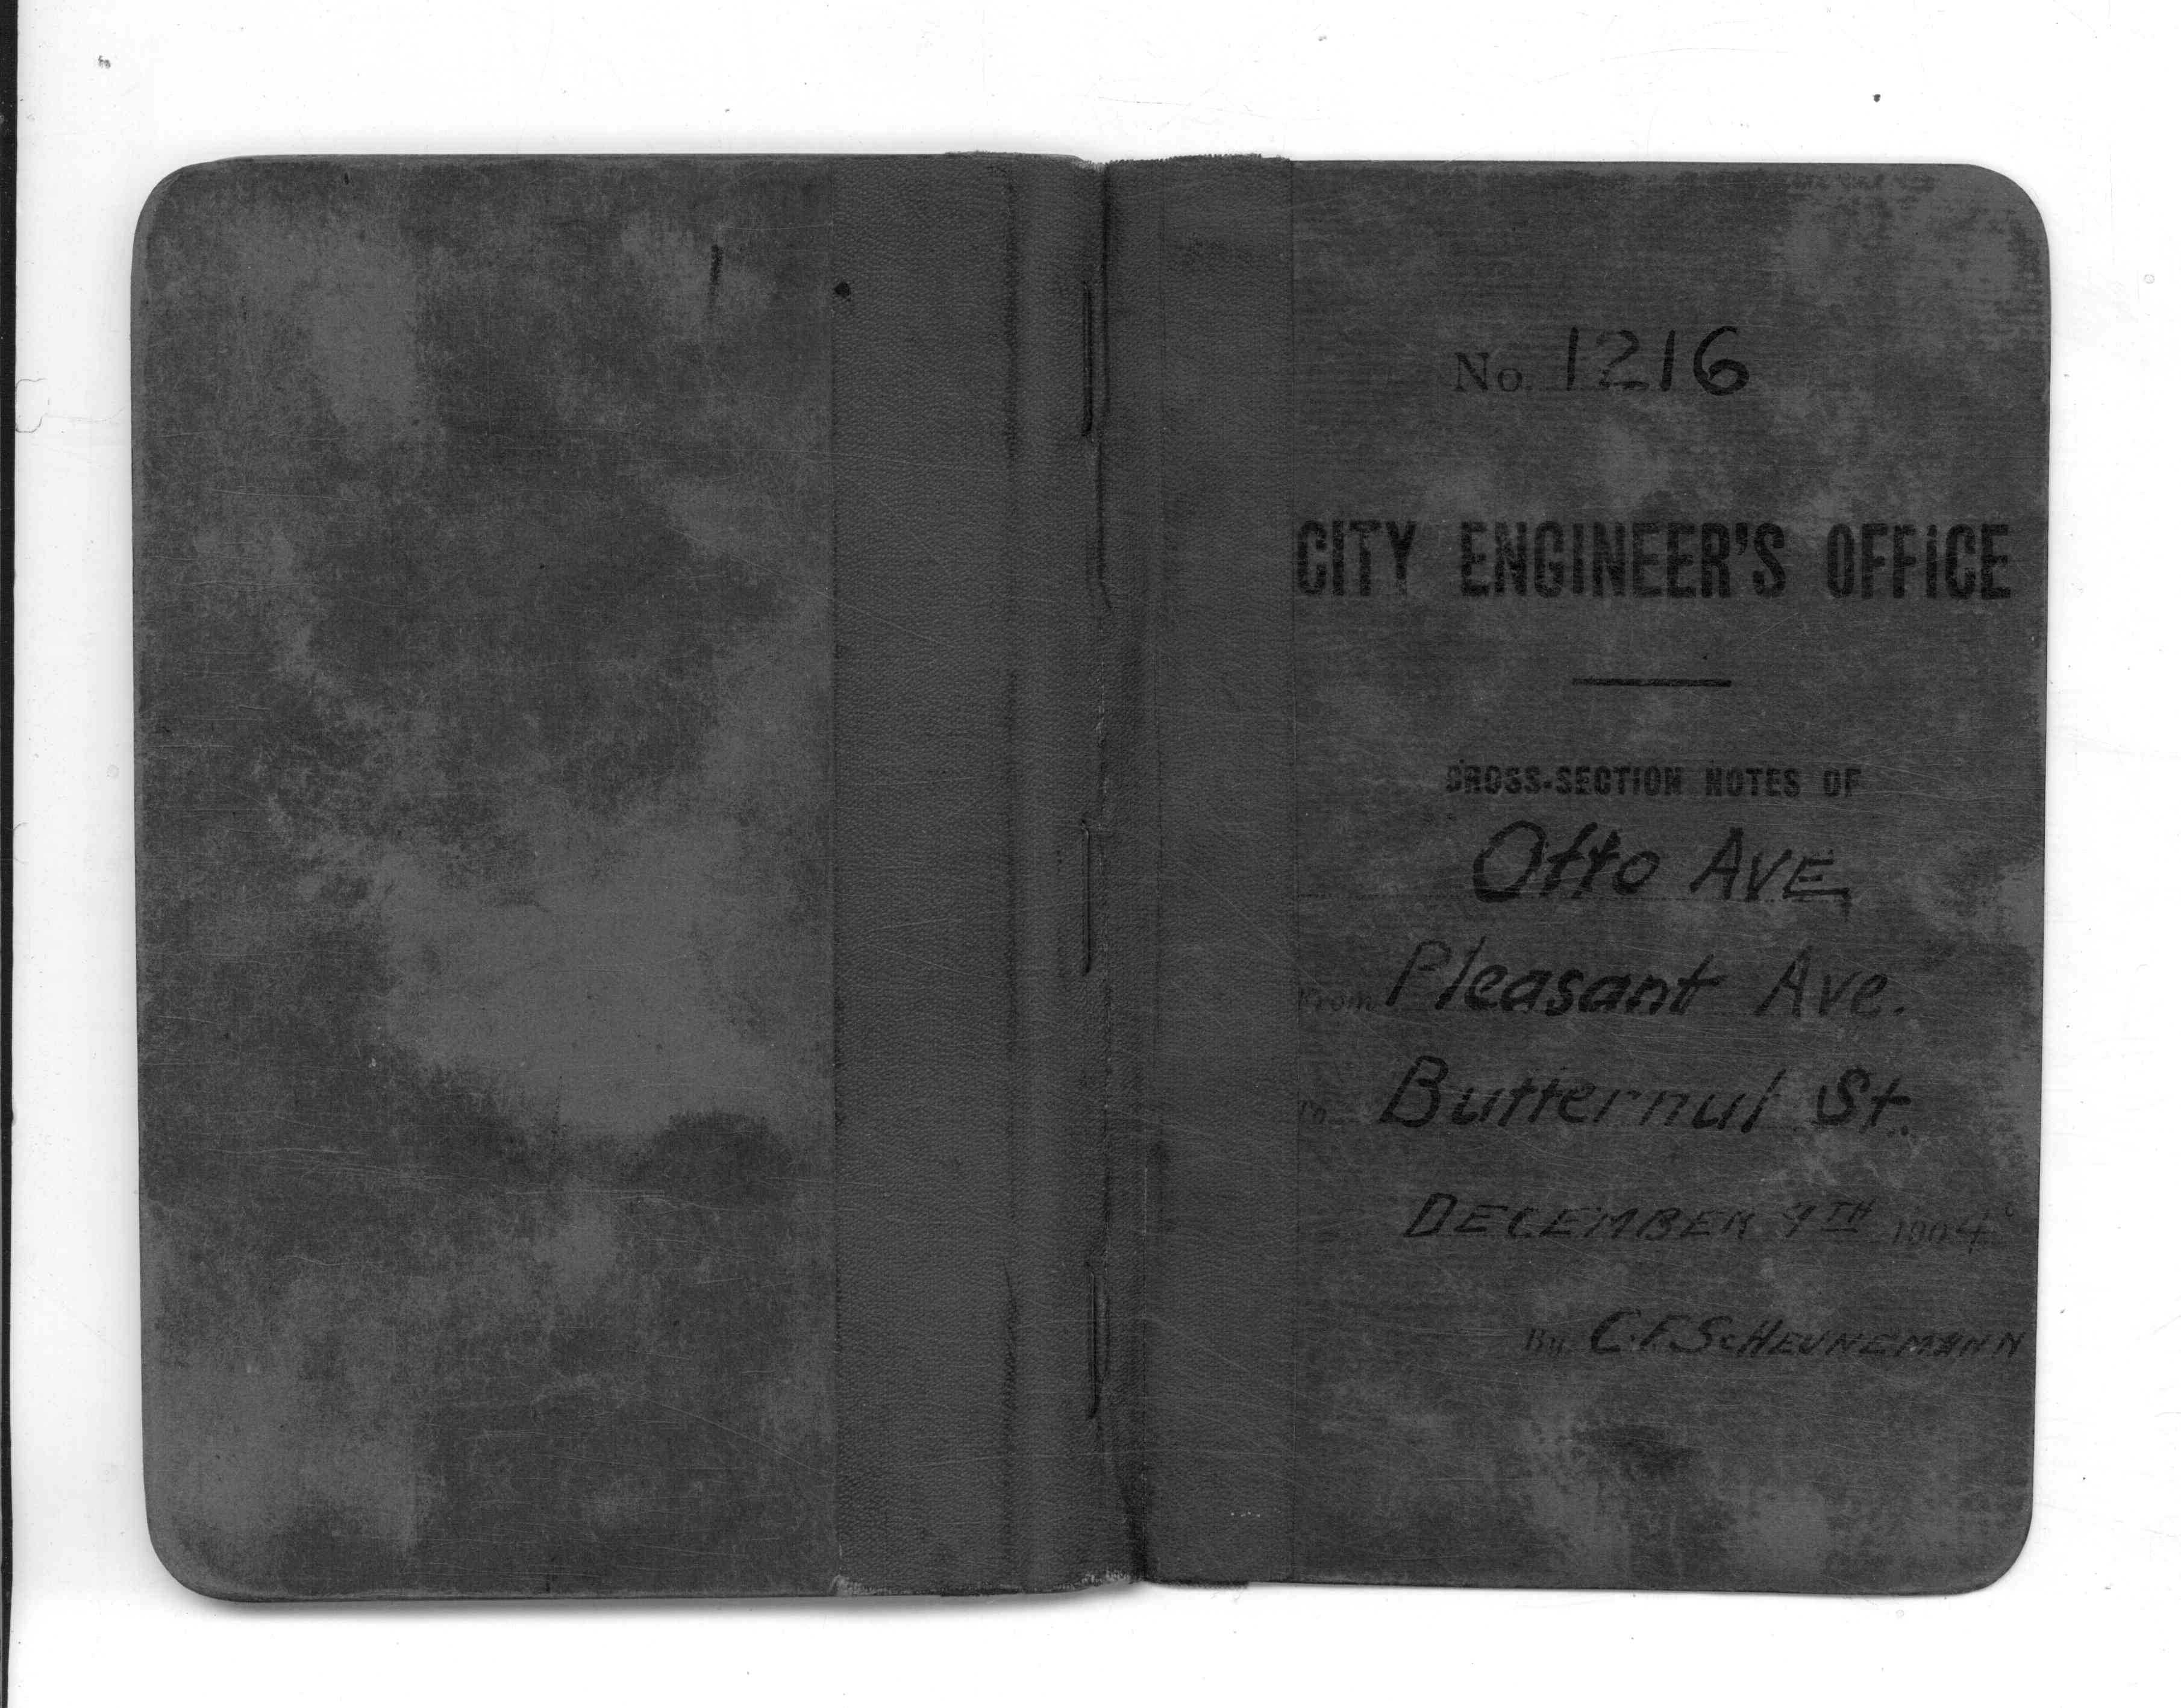 No. 1216
CITY ENGINEER'S OFFICE
CROSS-SECTION NOTES OF
Otto AVE
From Pleasant Ave.
To Butternut St.
DECEMBER 9TH 1904
By C.F. SCHEUNEMANN